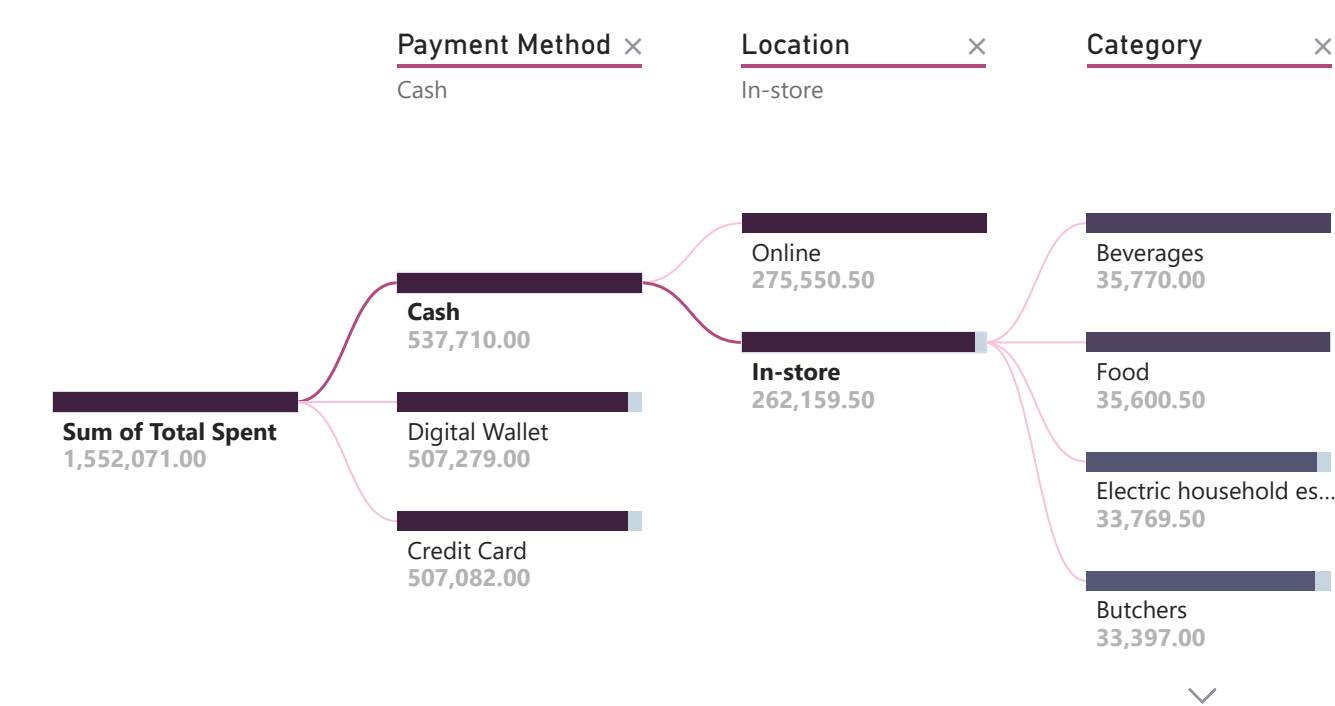 Payment Method
Cash
Location
In-store
Category
Sum of Total Spent
1,552,071.00
Cash
537,710.00
Digital Wallet
507,279.00
Credit Card
507,082.00
Online
275,550.50
In-store
262,159.50
Beverages
35,770.00
Food
35,600.50
Electric household es...
33,769.50
Butchers
33,397.00